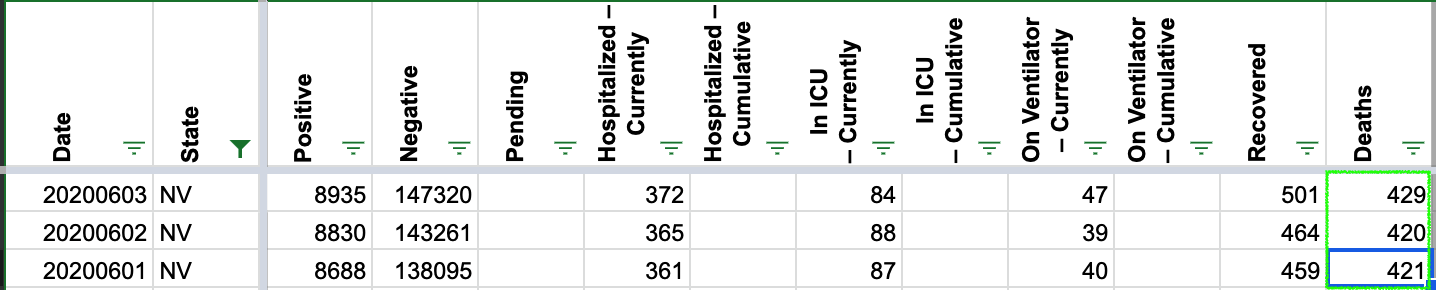 Date State Positive Negative Pending Hospitalized – Currently Hospitalized – Cumulative In ICU – Currently In ICU – Cumulative On Ventilator – Currently On Ventilator – Cumulative Recovered Deaths
20200603 NV 8935 147320 372 84 47 501 429
20200602 NV 8830 143261 365 88 39 464 420
20200601 NV 8688 138095 361 87 40 459 421